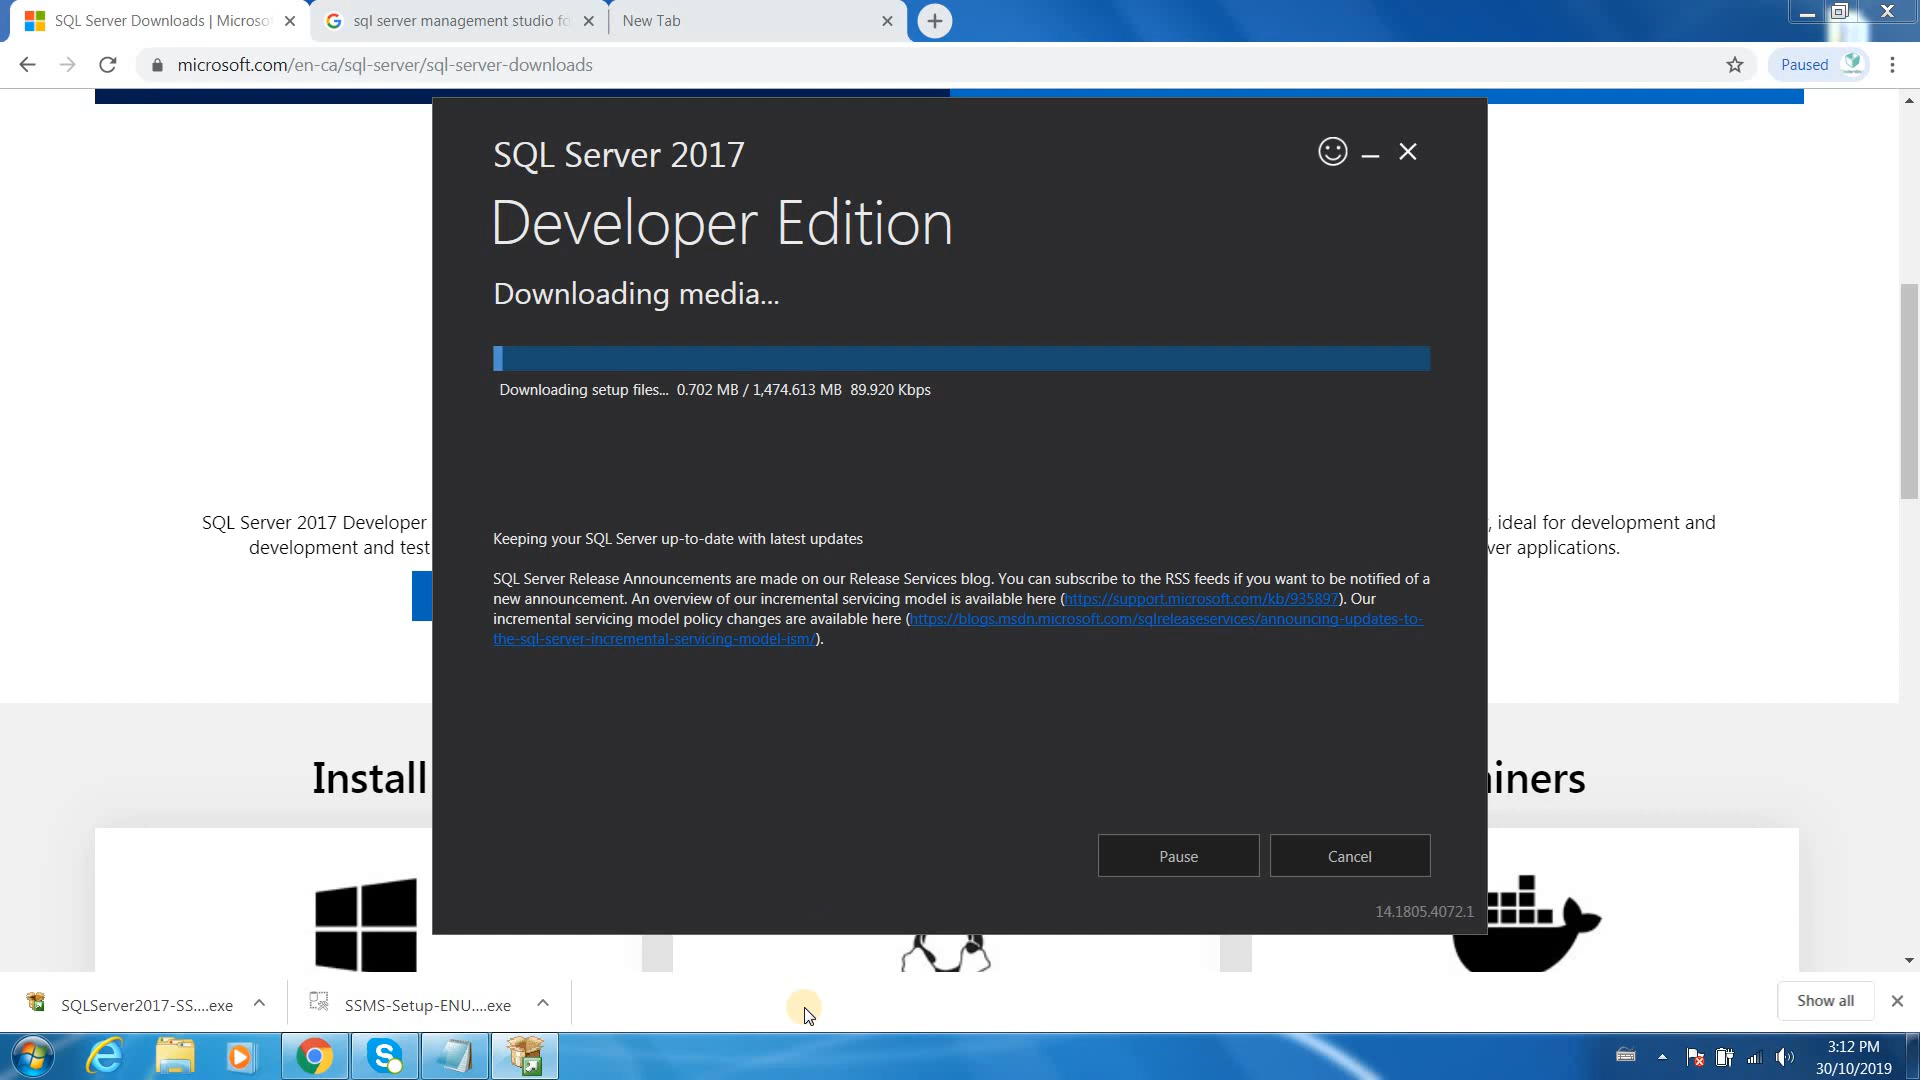 SQL Server Downloads | Microso
sql server management studio fo
New Tab
microsoft.com/en-ca/sql-server/sql-server-downloads
Paused
SQL Server 2017
Developer Edition
Downloading media...
Downloading setup files... 0.702 MB / 1,474.613 MB 89.920 Kbps
Keeping your SQL Server up-to-date with latest updates
SQL Server Release Announcements are made on our Release Services blog. You can subscribe to the RSS feeds if you want to be notified of a
new announcement. An overview of our incremental servicing model is available here (https://support.microsoft.com/kb/935897). Our
incremental servicing model policy changes are available here (https://blogs.msdn.microsoft.com/sqlreleaseservices/announcing-updates-to-
the-sql-server-incremental-servicing-model-ism/).
Pause
Cancel
14.1805.4072.1
SQL Server 2017 Developer
development and test
, ideal for development and
ver applications.
Install
iners
SQLServer2017-SS....exe
SSMS-Setup-ENU....exe
Show all
3:12 PM
30/10/2019